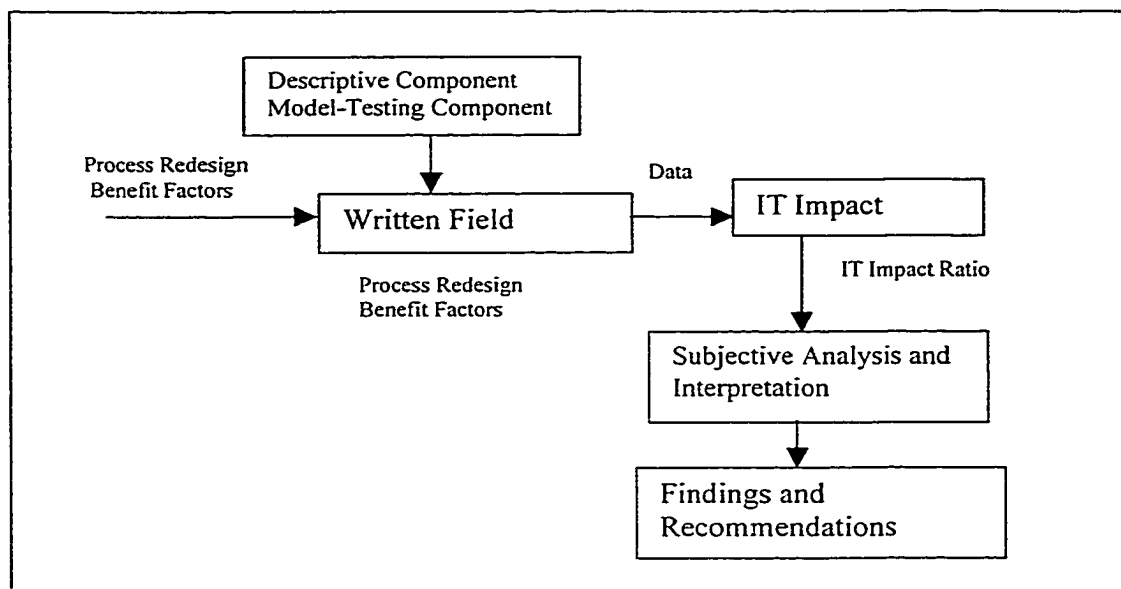 Descriptive Component
Model-Testing Component
Process Redesign
Benefit Factors
Data
Written Field
IT Impact
Process Redesign
Benefit Factors
IT Impact Ratio
Subjective Analysis and
Interpretation
Findings and
Recommendations